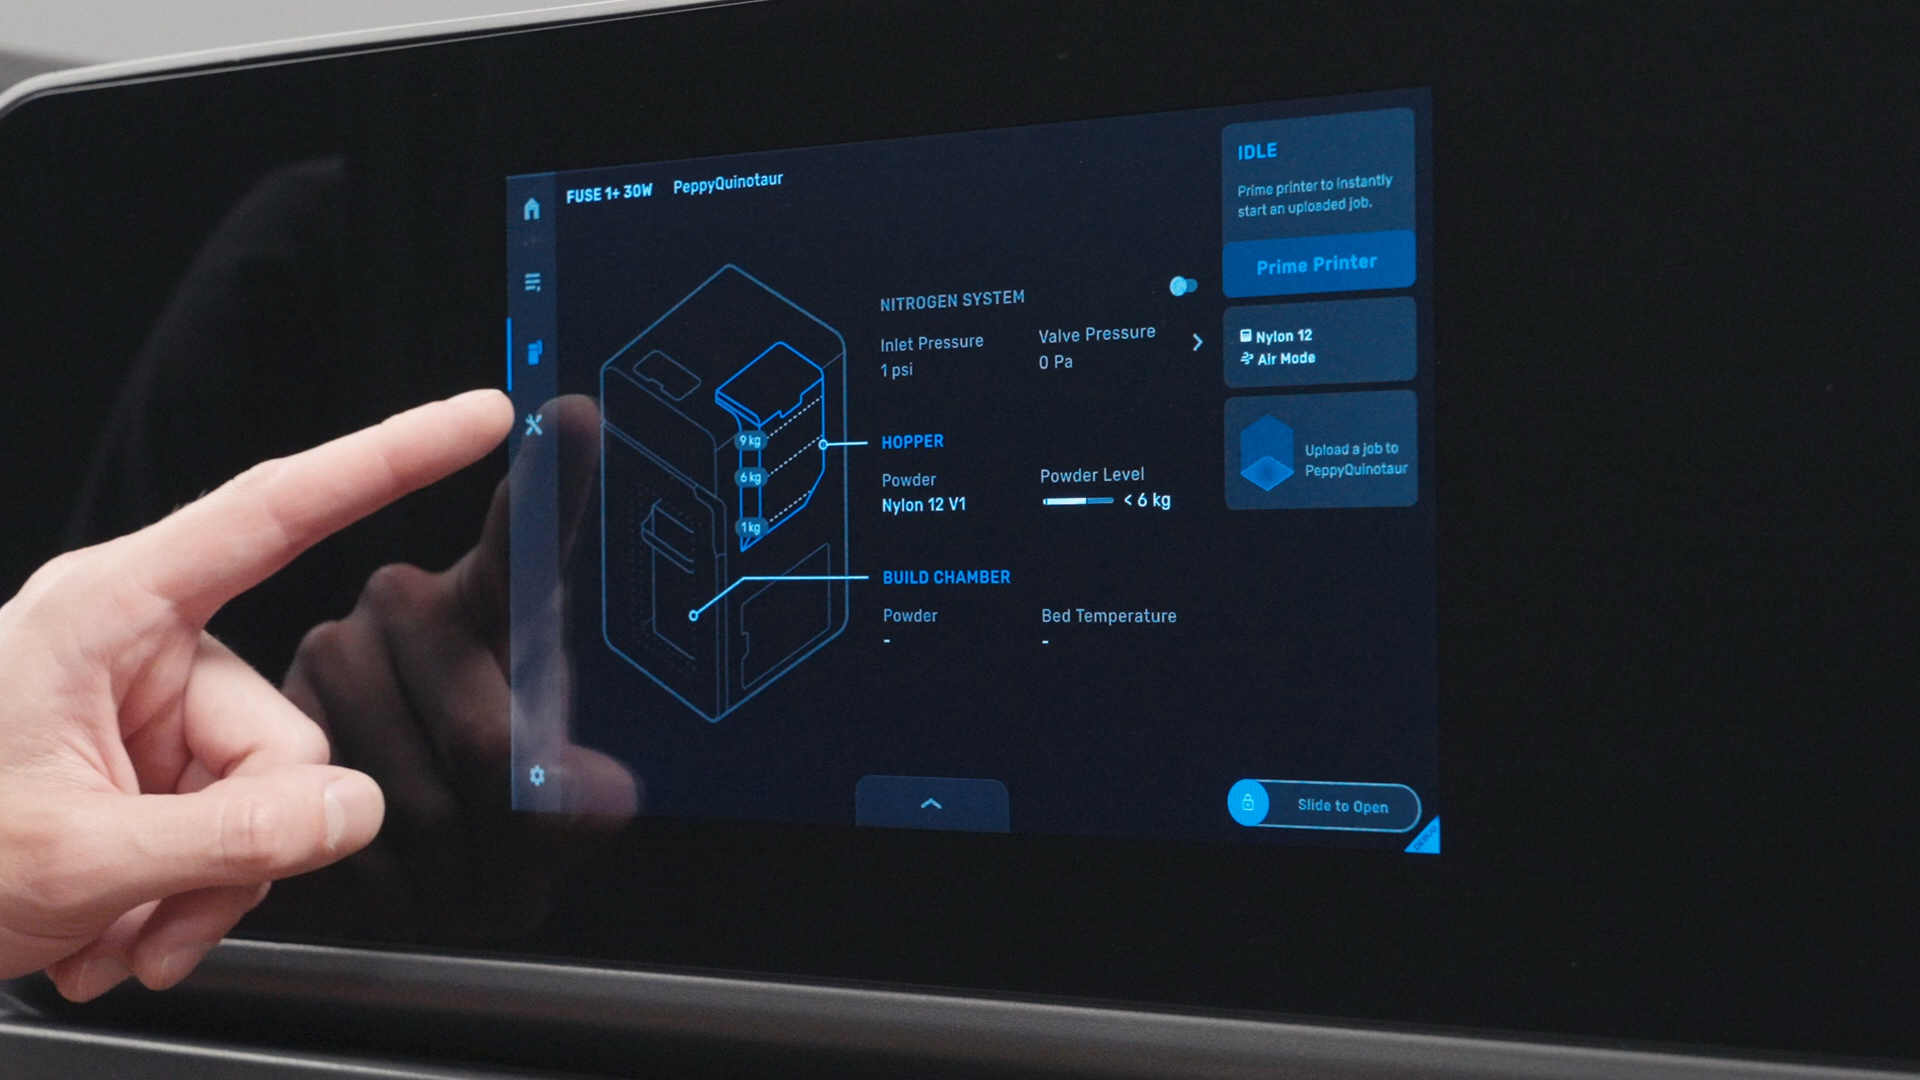 FUSE 1+ 30W PeppyQuinotaur
NITROGEN SYSTEM
Inlet Pressure
1 psi
Valve Pressure
0 Pa
9 kg
6 kg
1 kg
HOPPER
Powder
Nylon 12 V1
Powder Level
< 6 kg
BUILD CHAMBER
Powder
-
Bed Temperature
-
IDLE
Prime printer to instantly
start an uploaded job.
Prime Printer
Nylon 12
Air Mode
Upload a job to
PeppyQuinotaur
Slide to Open
DEBUG